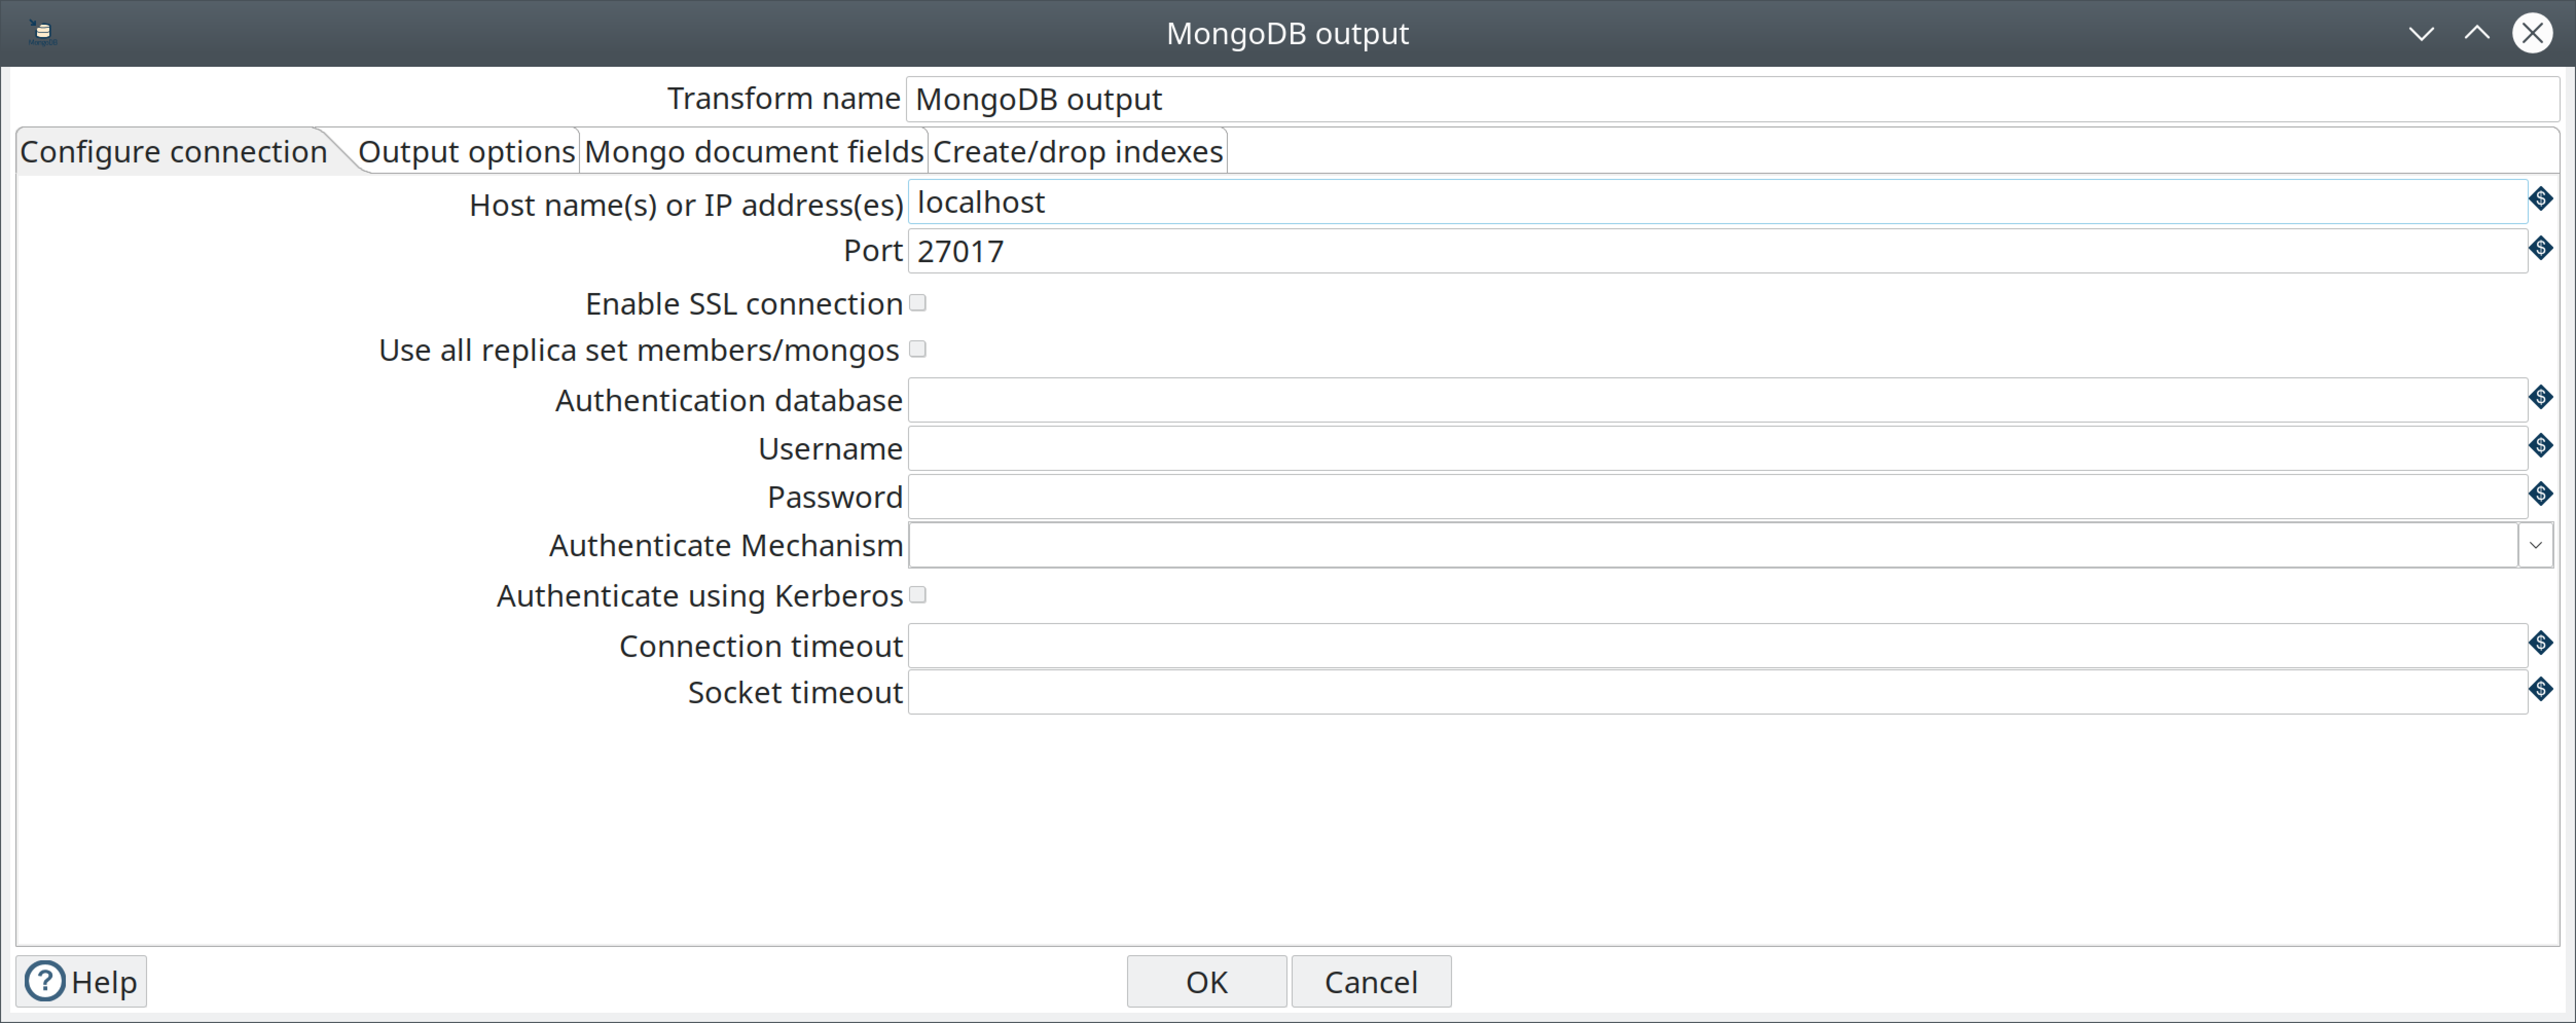 MongoDB output
Transform name MongoDB output
Configure connection Output options Mongo document fields Create/drop indexes
Host name(s) or IP address(es) localhost
Port 27017
Enable SSL connection
Use all replica set members/mongos
Authentication database
Username
Password
Authenticate Mechanism
Authenticate using Kerberos
Connection timeout
Socket timeout
Help OK Cancel